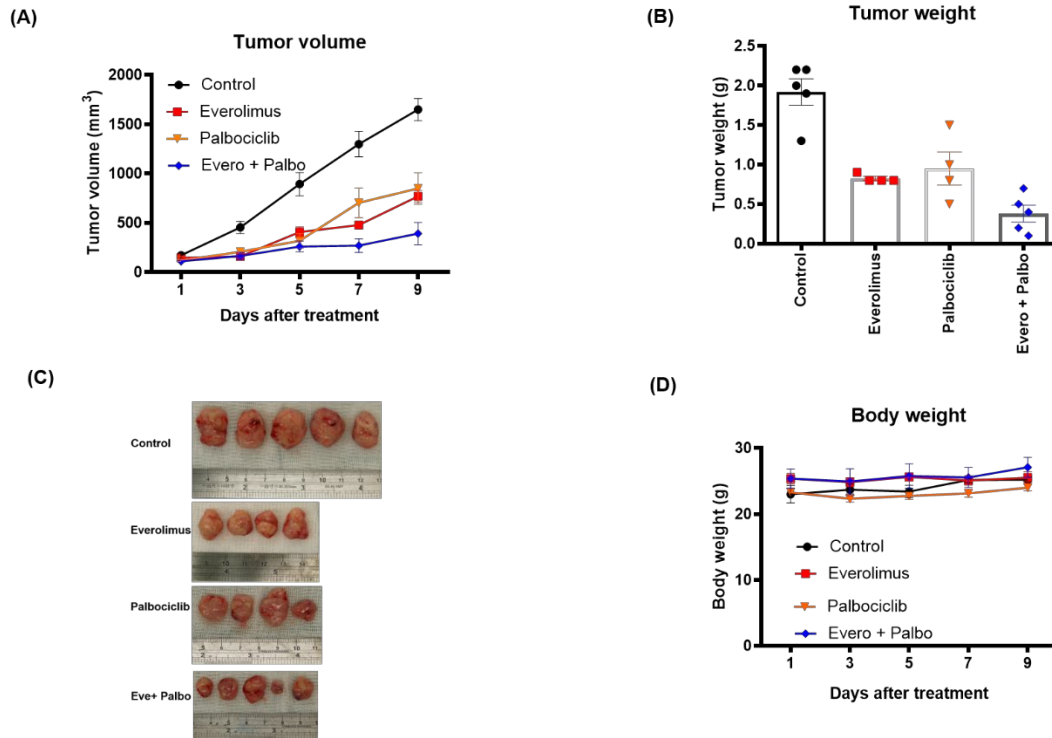 (A)
Tumor volume
Tumor volume (mm³)
2000
1500
1000
500
0
Control
Everolimus
Palbociclib
Evero + Palbo
1 3 5 7 9
Days after treatment
(B)
Tumor weight
Tumor weight (g)
2.5
2.0
1.5
1.0
0.5
0.0
Control
Everolimus
Palbociclib
Evero + Palbo
(C)
Control
Everolimus
Palbociclib
Eve+ Palbo
(D)
Body weight
Body weight (g)
30
20
10
0
Control
Everolimus
Palbociclib
Evero + Palbo
1 3 5 7 9
Days after treatment